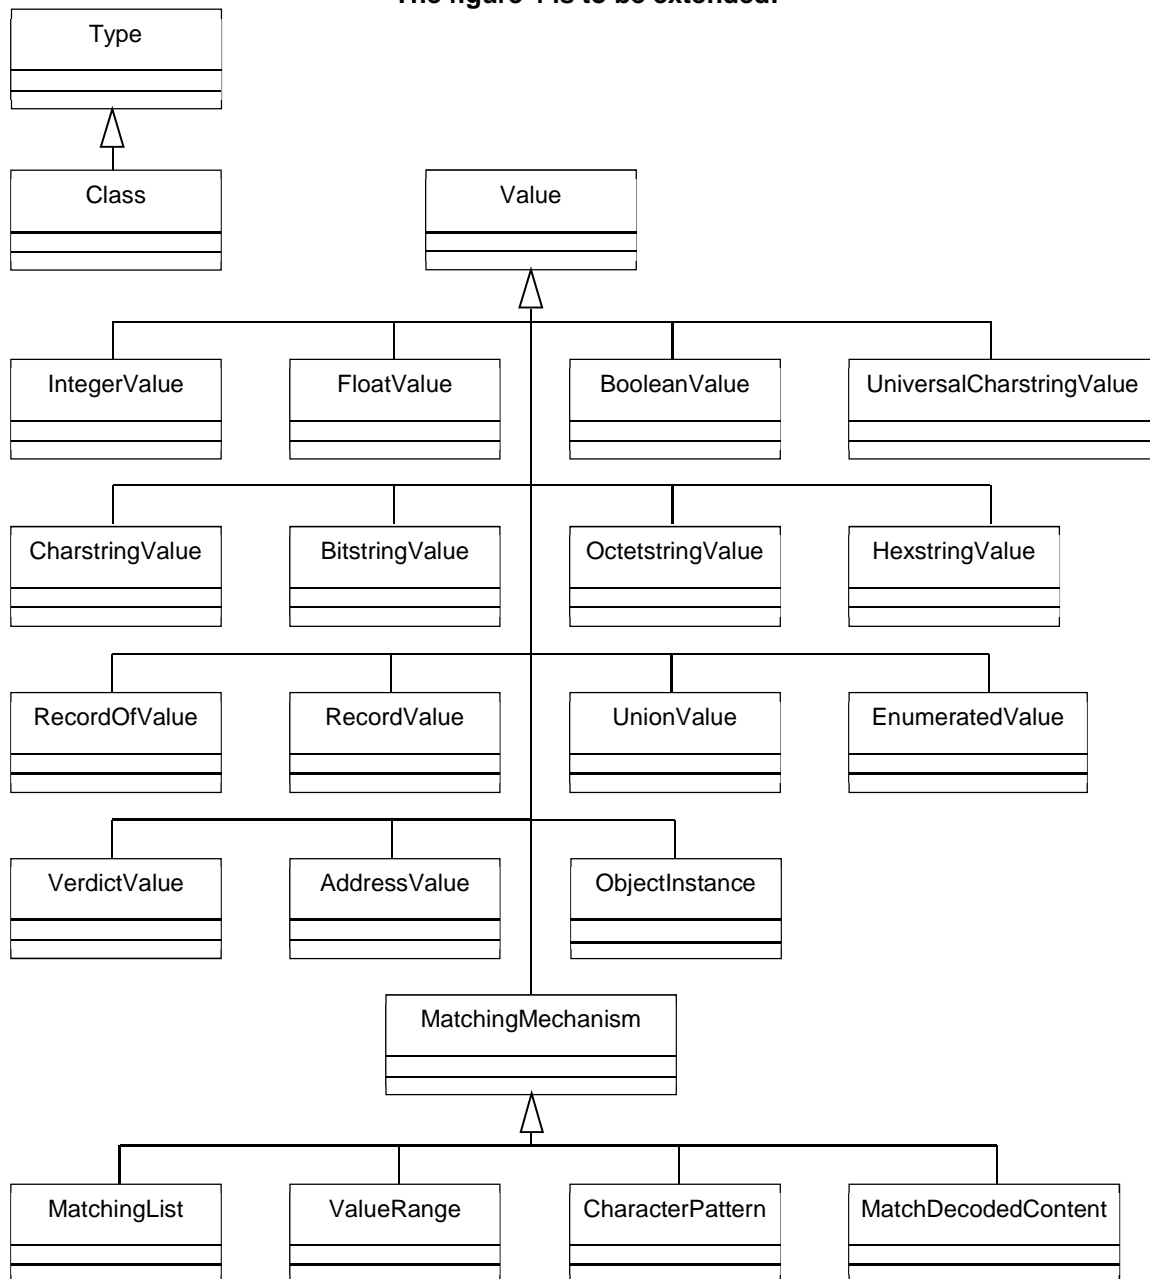 The figure 4 is to be extended:
Type
Class
Value
IntegerValue
FloatValue
BooleanValue
UniversalCharstringValue
CharstringValue
BitstringValue
OctetstringValue
HexstringValue
RecordOfValue
RecordValue
UnionValue
EnumeratedValue
VerdictValue
AddressValue
ObjectInstance
MatchingMechanism
MatchingList
ValueRange
CharacterPattern
MatchDecodedContent